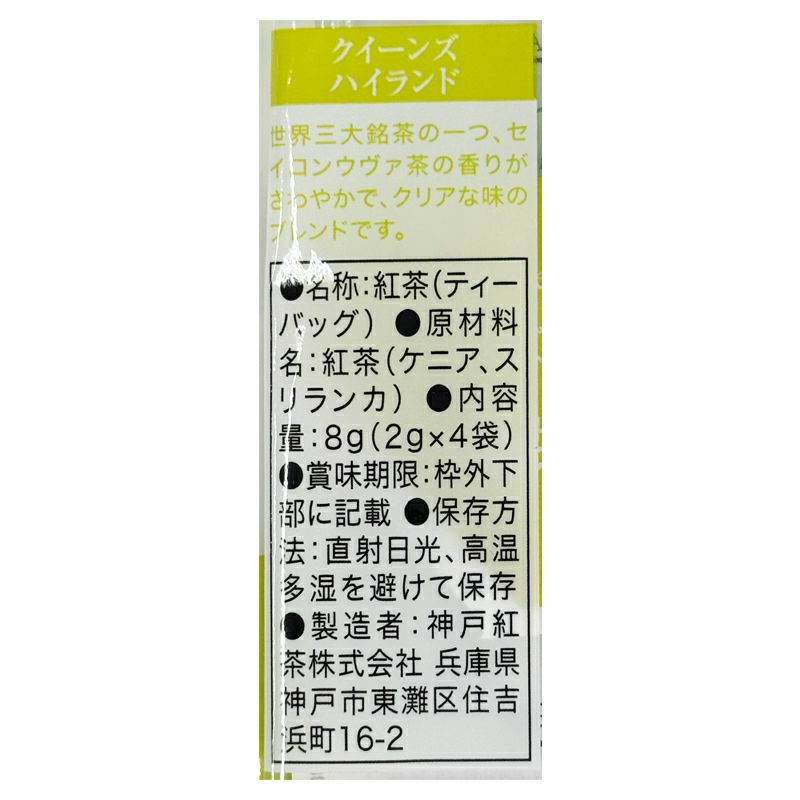 クイーンズ
ハイランド
世界三大銘茶の一つ、セ
イロンウヴァ茶の香りが
さわやかで、クリアな味の
ブレンドです。
●名称:紅茶(ティー
バッグ) ●原材料
名:紅茶(ケニア、ス
リランカ) ●内容
量:8g(2g×4袋)
●賞味期限:枠外下
部に記載 ●保存方
法:直射日光、高温
多湿を避けて保存
●製造者:神戸紅
茶株式会社 兵庫県
神戸市東灘区住吉
浜町16-2